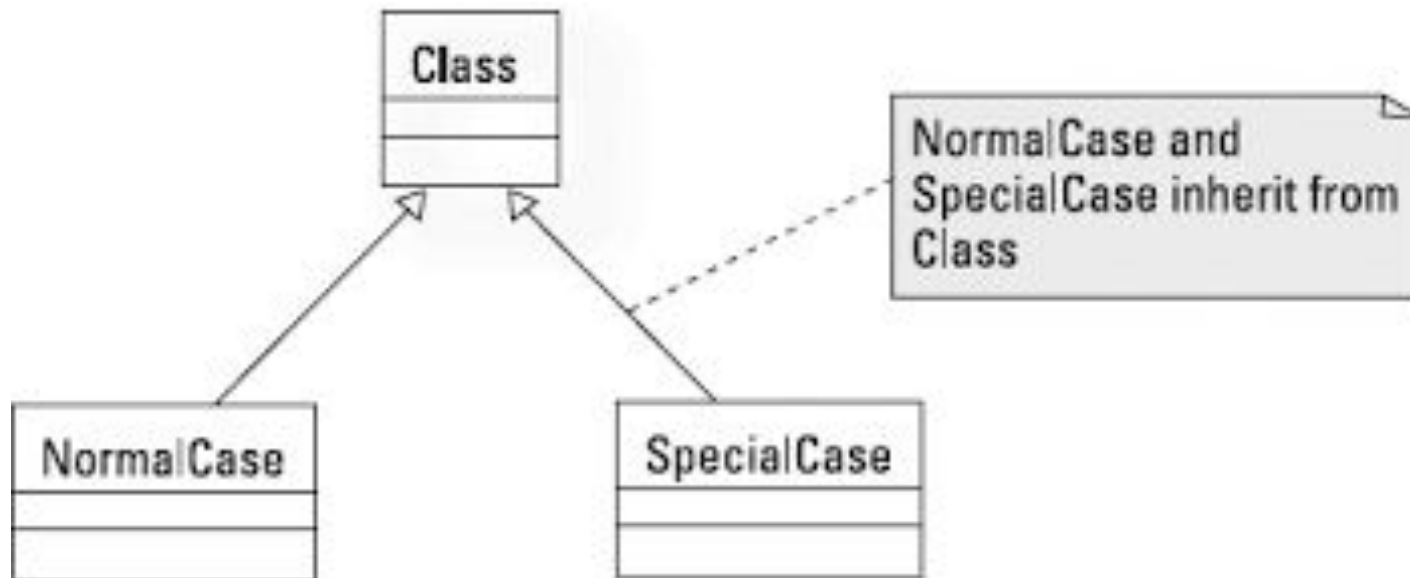 Class
NormalCase and
SpecialCase inherit from
Class
NormalCase
SpecialCase